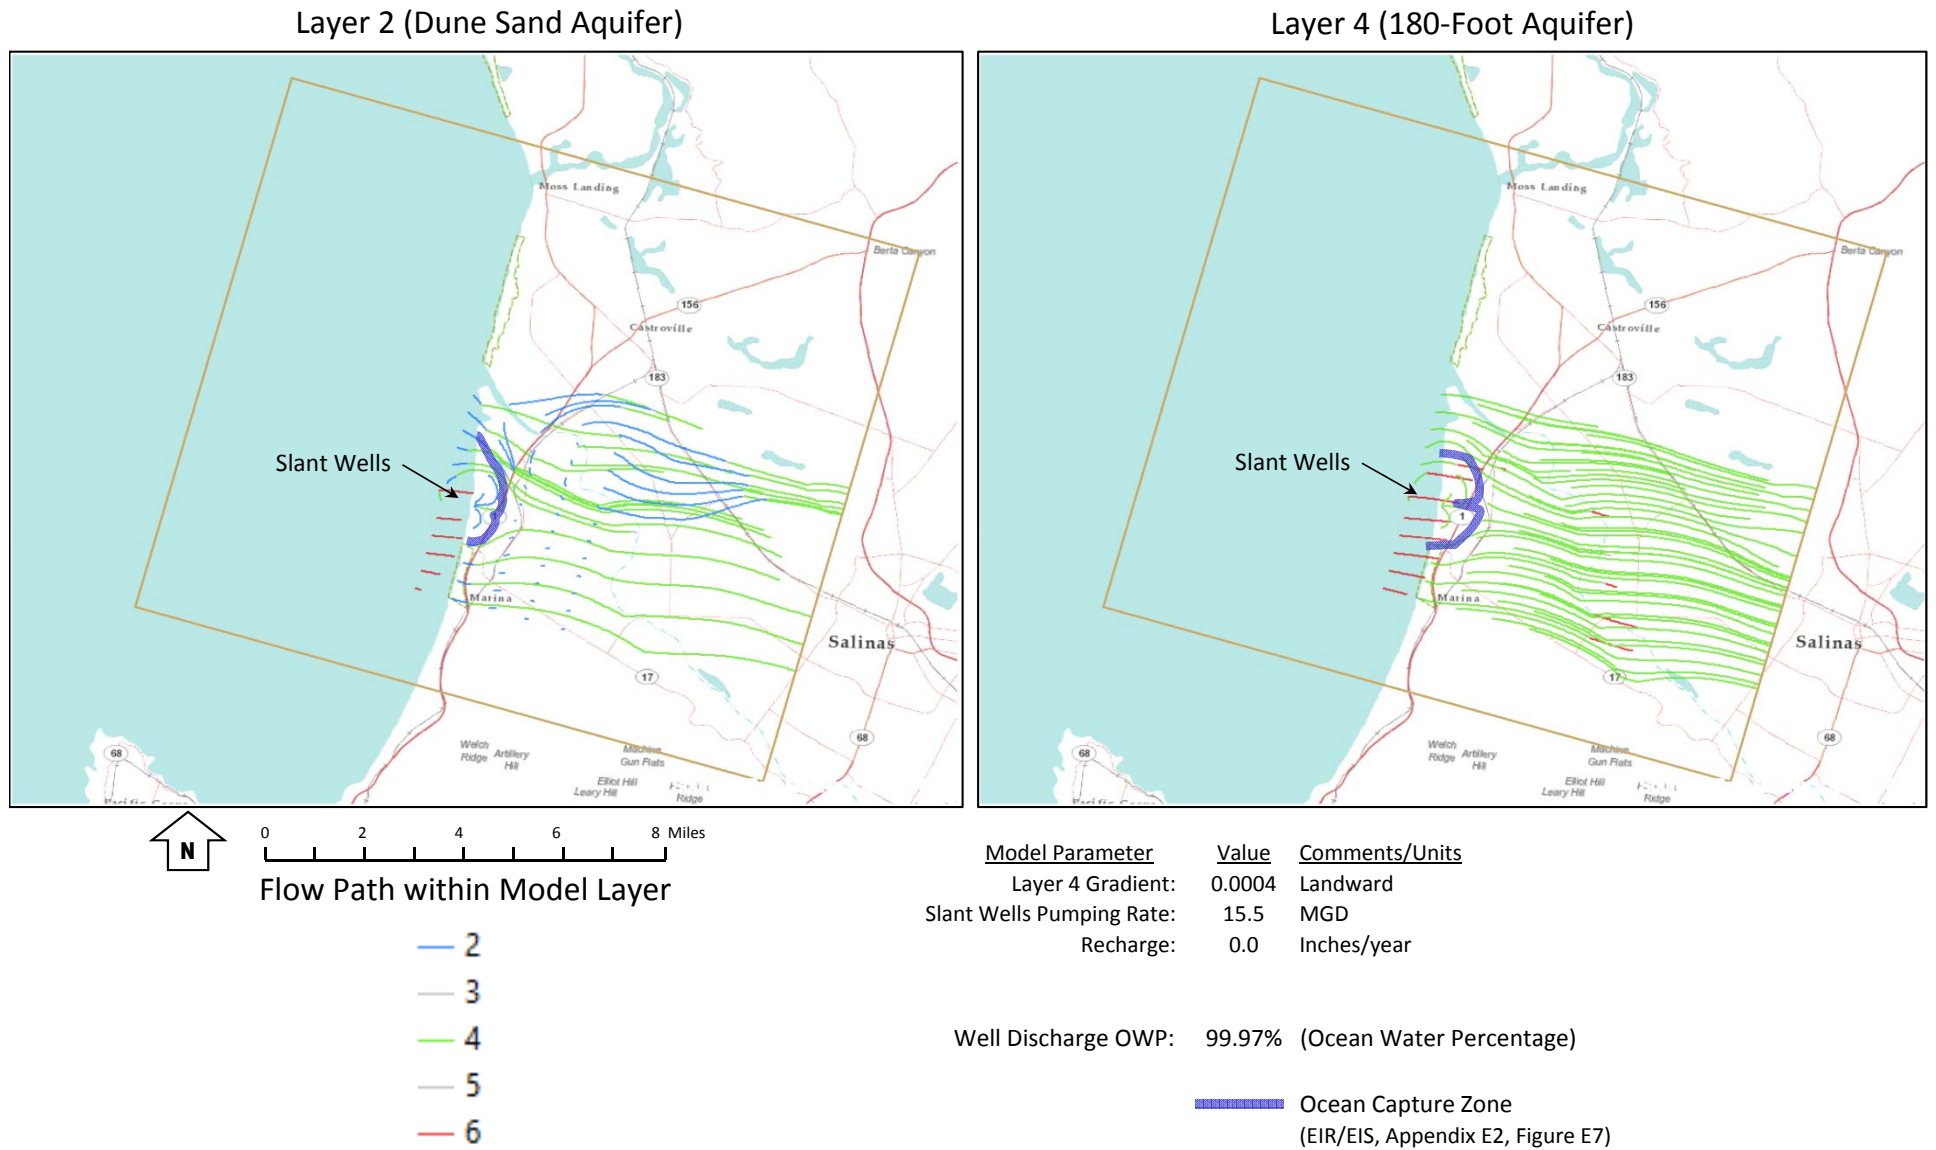 Layer 2 (Dune Sand Aquifer)
Moss Landing
Berta Canyon
156
Castroville
183
Slant Wells
Marina
Salinas
17
68
68
Welch
Ridge
Artillery
Hill
Machine
Gun Flats
Elliot Hill
Leary Hill
Ridge
Layer 4 (180-Foot Aquifer)
Moss Landing
Berta Canyon
156
Castroville
183
Slant Wells
1
Marina
Salinas
17
68
68
Welch
Ridge
Artillery
Hill
Machine
Gun Flats
Elliot Hill
Leary Hill
Ridge
N
0 2 4 6 8 Miles
Flow Path within Model Layer
2
3
4
5
6
Model Parameter Value Comments/Units
Layer 4 Gradient: 0.0004 Landward
Slant Wells Pumping Rate: 15.5 MGD
Recharge: 0.0 Inches/year
Well Discharge OWP: 99.97% (Ocean Water Percentage)
Ocean Capture Zone
(EIR/EIS, Appendix E2, Figure E7)